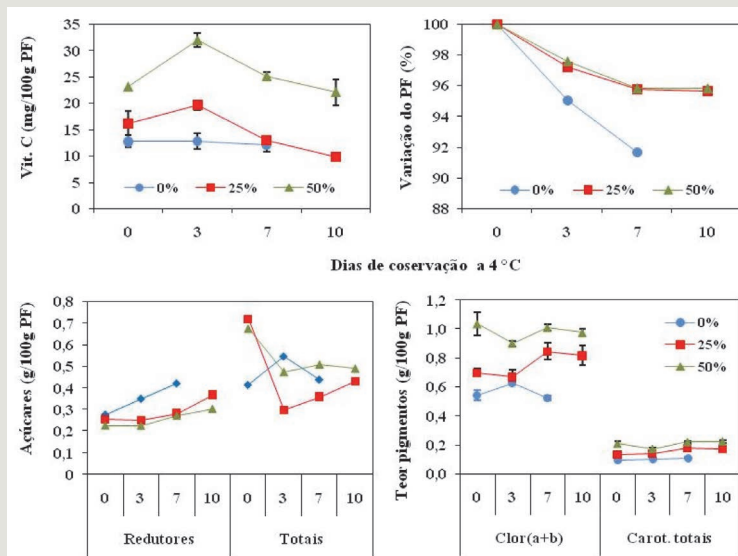 Vit. C (mg/100g PF)
40
35
30
25
20
15
10
5
0
0% 25% 50%
0 3 7 10
Variação do PF (%)
100
98
96
94
92
90
88
0% 25% 50%
0 3 7 10
Dias de coservação a 4 °C
Açúcares (g/100g PF)
0,8
0,7
0,6
0,5
0,4
0,3
0,2
0,1
0
0 3 7 10 0 3 7 10
Redutores Totais
Teor pigmentos (g/100g PF)
1,2
1,0
0,8
0,6
0,4
0,2
0,0
0%
25%
50%
0 3 7 10 0 3 7 10
Clor(a+b) Carot. totais